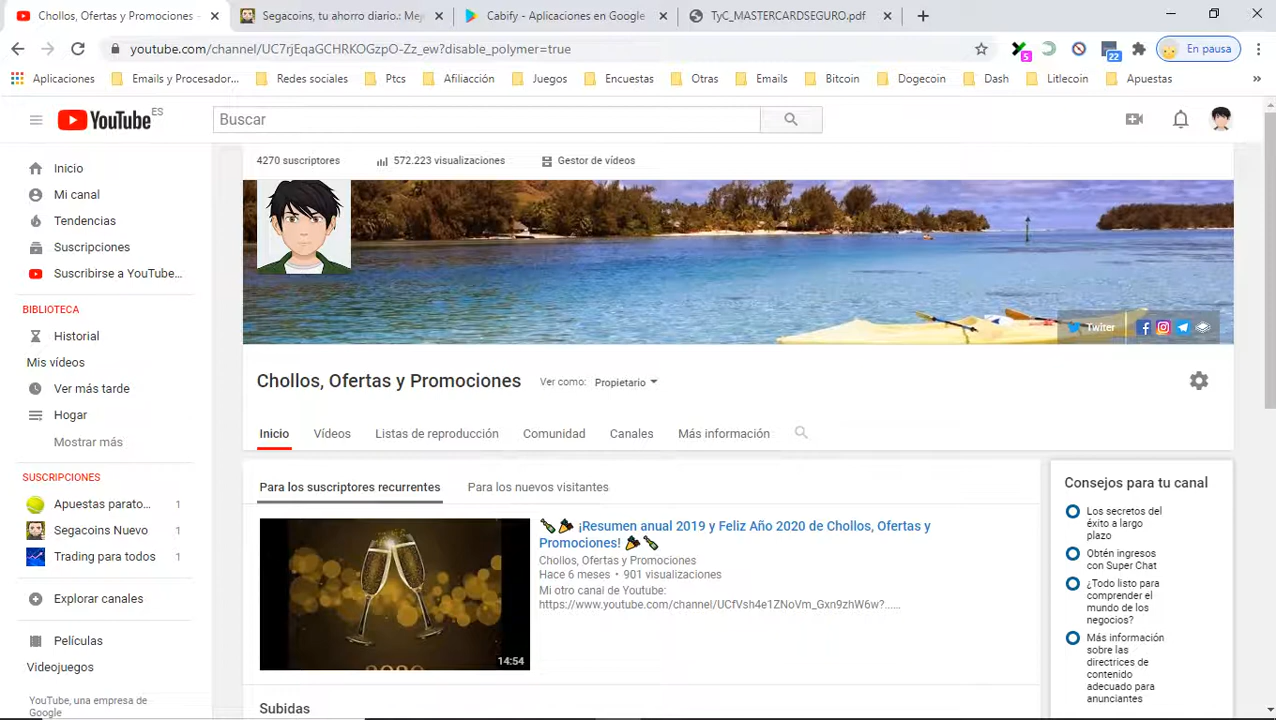 Chollos, Ofertas y Promociones -
Segacoins, tu ahorro diario.: Mej
Cabify - Aplicaciones en Google
TyC_MASTERCARDSEGURO.pdf
youtube.com/channel/UC7rjEqaGCHRKOGzpO-Zz_ew?disable_polymer=true
5
22
En pausa
Aplicaciones
Emails y Procesador...
Redes sociales
Ptcs
Afiliacción
Juegos
Encuestas
Otras
Emails
Bitcoin
Dogecoin
Dash
Litlecoin
Apuestas
»
YouTube ES
Buscar
Inicio
Mi canal
Tendencias
Suscripciones
Suscribirse a YouTube...
BIBLIOTECA
Historial
Mis vídeos
Ver más tarde
Hogar
Mostrar más
SUSCRIPCIONES
Apuestas parato... 1
Segacoins Nuevo 1
Trading para todos 1
Explorar canales
Películas
Videojuegos
YouTube, una empresa de
Google
4270 suscriptores
572.223 visualizaciones
Gestor de vídeos
Twiter
Chollos, Ofertas y Promociones
Ver como: Propietario
Inicio
Vídeos
Listas de reproducción
Comunidad
Canales
Más información
Para los suscriptores recurrentes
Para los nuevos visitantes
2020
14:54
¡Resumen anual 2019 y Feliz Año 2020 de Chollos, Ofertas y
Promociones!
Chollos, Ofertas y Promociones
Hace 6 meses • 901 visualizaciones
Mi otro canal de Youtube:
https://www.youtube.com/channel/UCfVsh4e1ZNoVm_Gxn9zhW6w?......
Subidas
Consejos para tu canal
Los secretos del
éxito a largo
plazo
Obtén ingresos
con Super Chat
¿Todo listo para
comprender el
mundo de los
negocios?
Más información
sobre las
directrices de
contenido
adecuado para
anunciantes